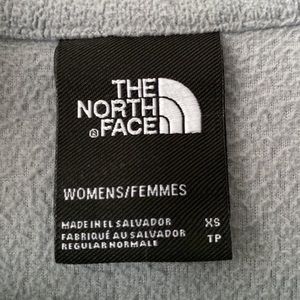 THE
NORTH
® FACE
WOMENS/FEMMES
MADE IN EL SALVADOR XS
FABRIQUÉ AU SALVADOR TP
REGULAR NORMALE